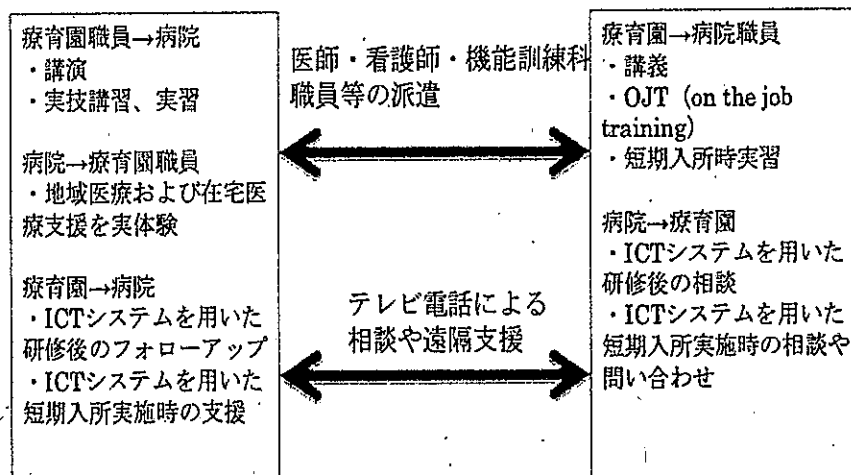 療育園職員→病院
・講演
・実技講習、実習
病院→療育園職員
・地域医療および在宅医
療支援を実体験
療育園→病院
・ICTシステムを用いた
研修後のフォローアップ
・ICTシステムを用いた
短期入所実施時の支援
医師・看護師・機能訓練科
職員等の派遣
テレビ電話による
相談や遠隔支援
療育園→病院職員
・講義
・OJT（on the job
training)
・短期入所時実習
病院→療育園
・ICTシステムを用いた
研修後の相談
・ICTシステムを用いた
短期入所実施時の相談や
問い合わせ